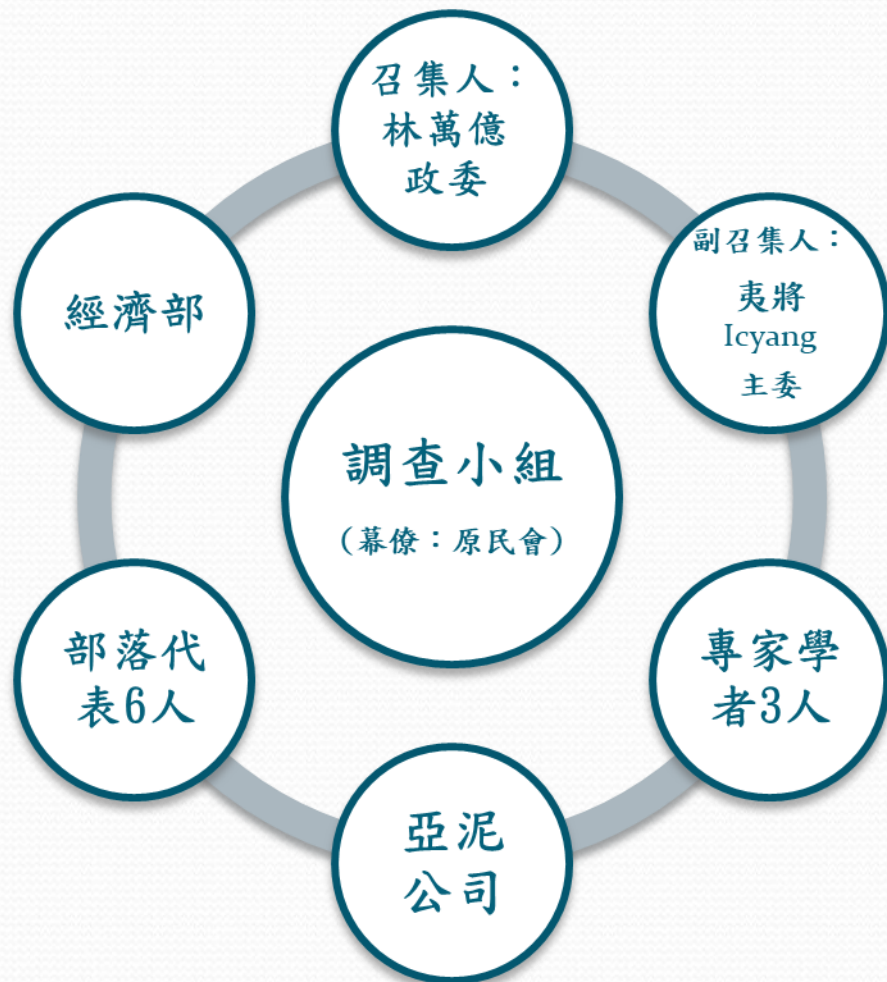 召集人：
林萬億
政委
副召集人：
夷將
Icyang
主委
專家學
者3人
亞泥
公司
部落代
表6人
經濟部
調查小組
(幕僚：原民會)